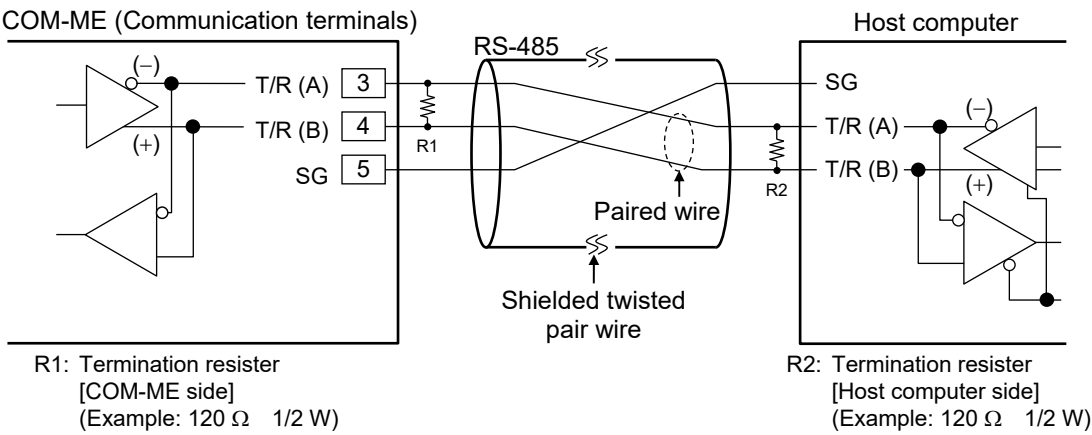 COM-ME (Communication terminals)
Host computer
RS-485
(−)
T/R (A) 3
SG
T/R (B) 4
R1
T/R (A)
(−)
(+)
SG 5
T/R (B)
R2
(+)
Paired wire
Shielded twisted
pair wire
R1: Termination resister
[COM-ME side]
(Example: 120 Ω 1/2 W)
R2: Termination resister
[Host computer side]
(Example: 120 Ω 1/2 W)